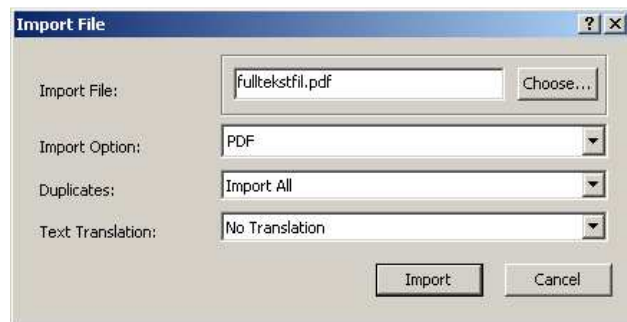 Import File
Import File: fulltekstfil.pdf Choose...
Import Option: PDF
Duplicates: Import All
Text Translation: No Translation
Import Cancel